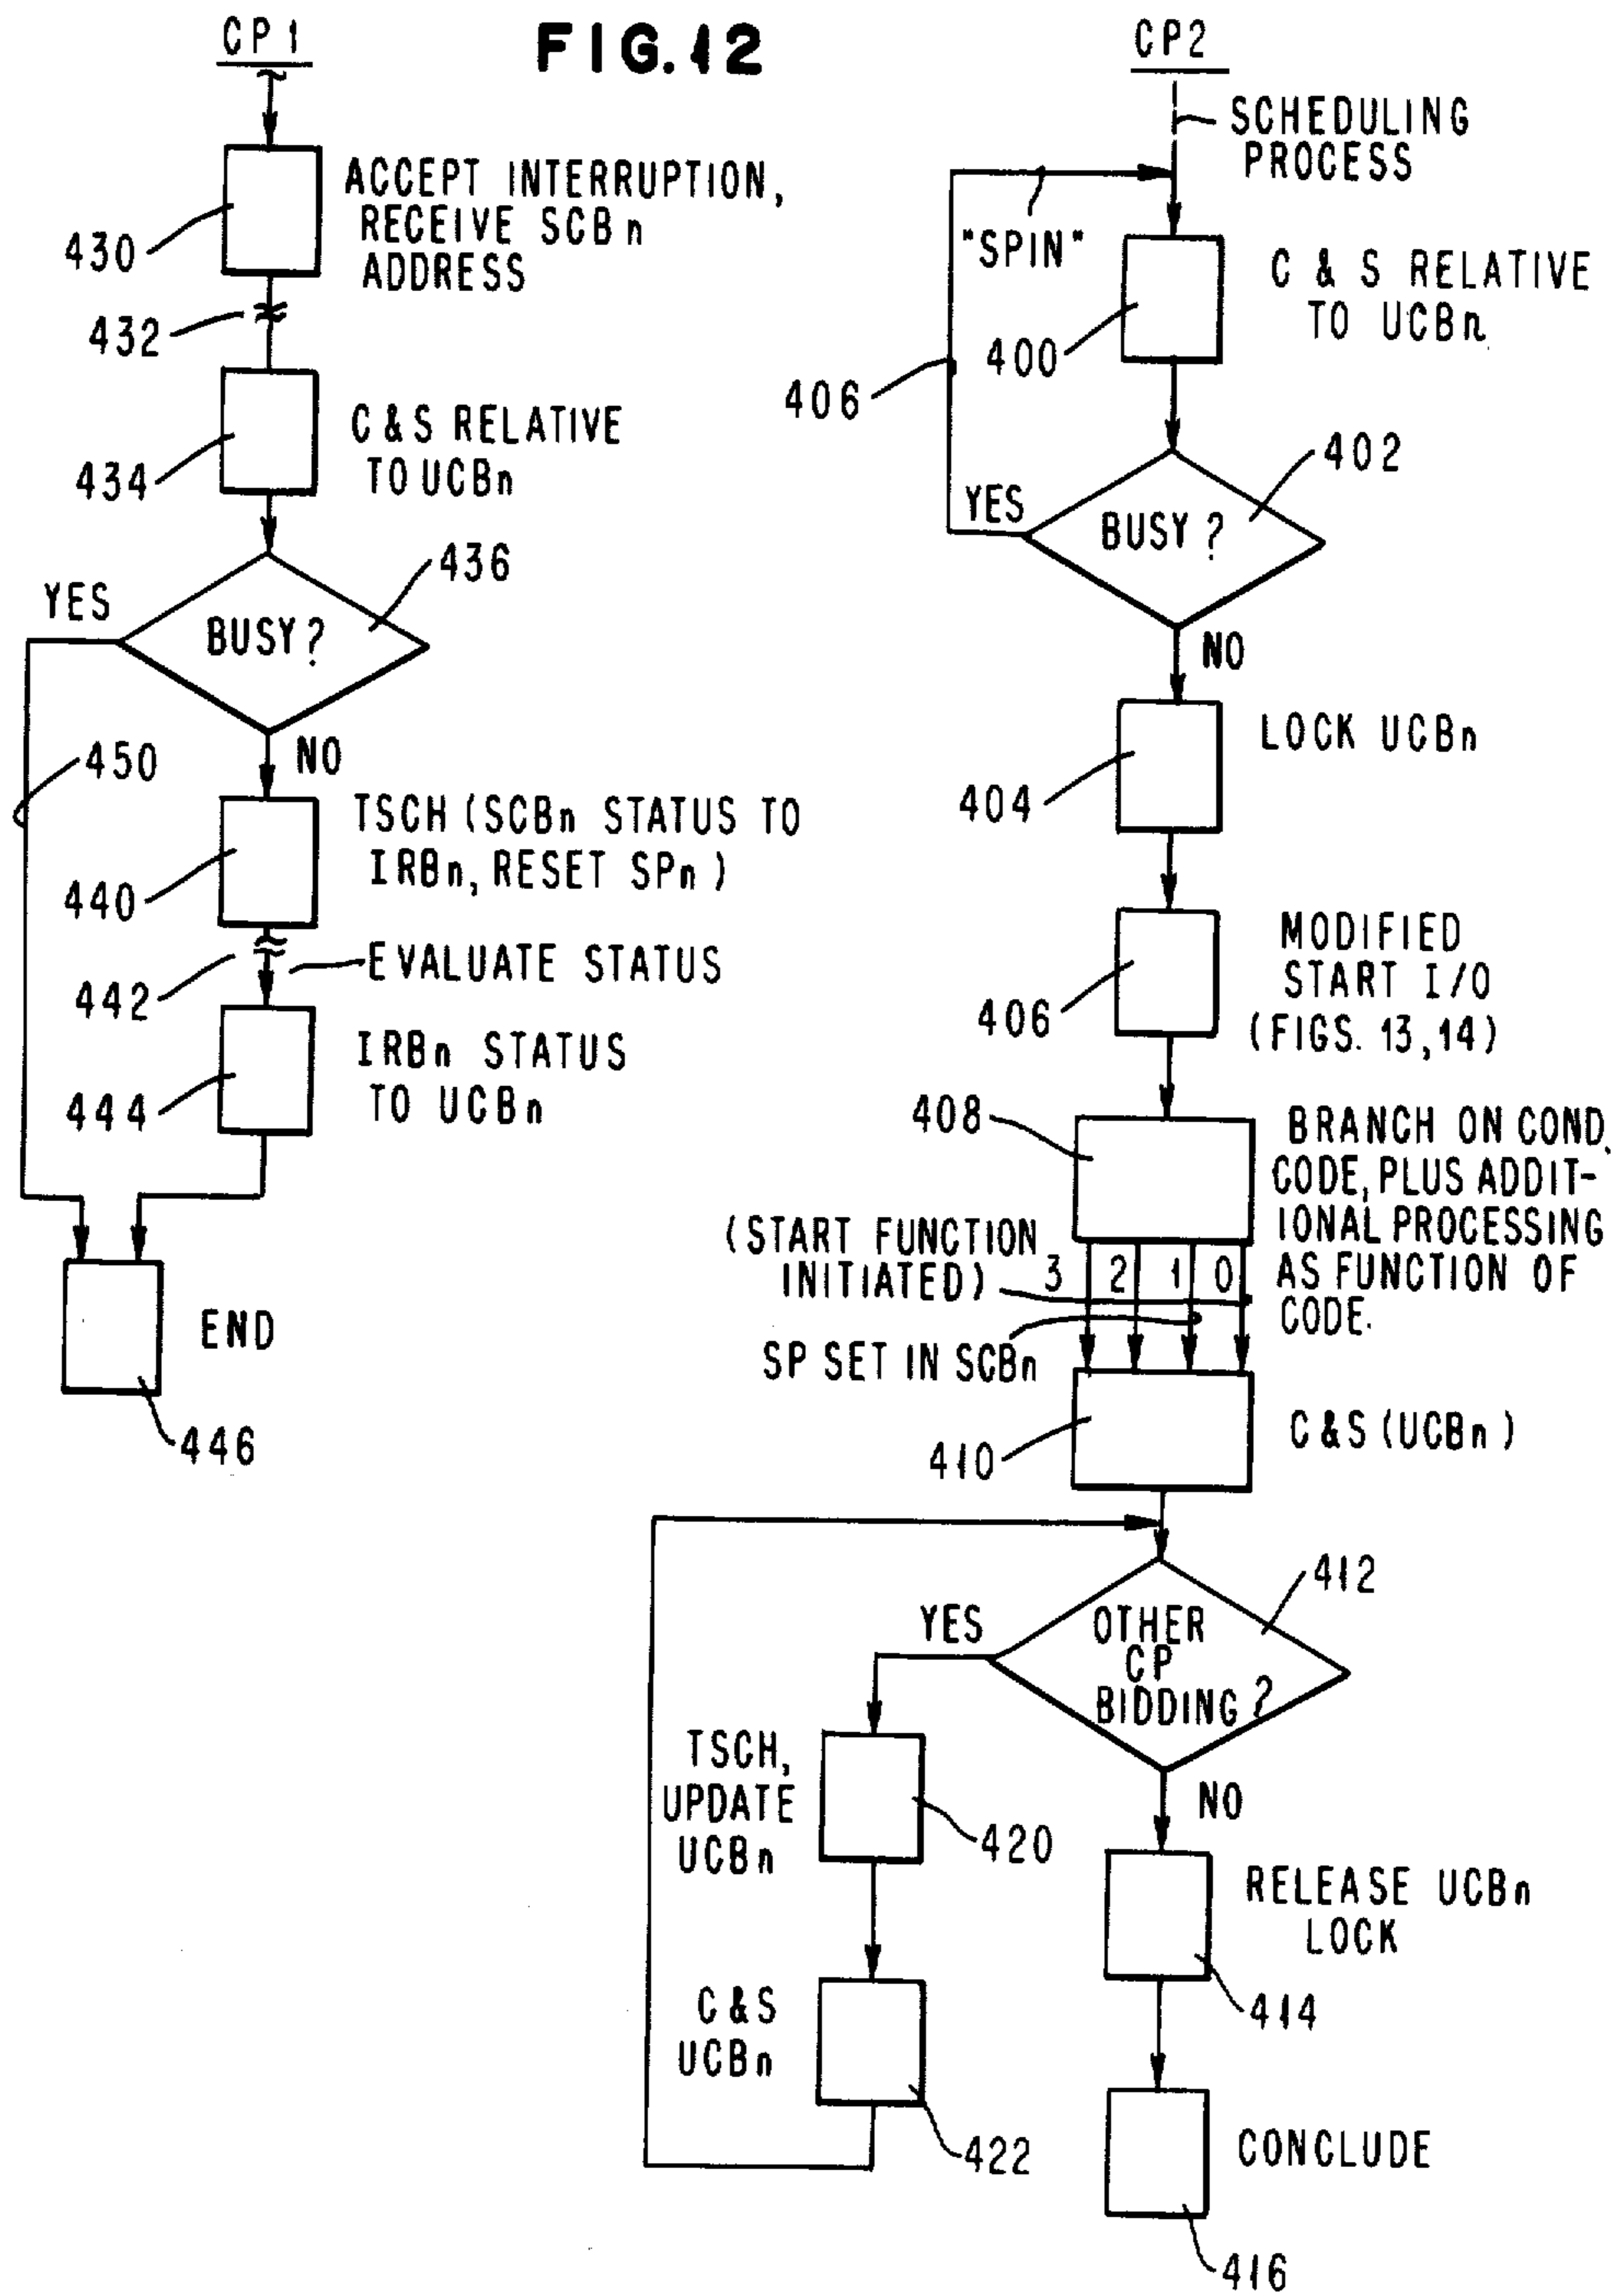 FIG. 12
CP1
430
ACCEPT INTERRUPTION,
RECEIVE SCBn
ADDRESS
432
434
C & S RELATIVE
TO UCBn
436
YES
BUSY?
450
NO
440
TSCH (SCBn STATUS TO
IRBn, RESET SPn)
442
EVALUATE STATUS
444
IRBn STATUS
TO UCBn
END
446
CP2
SCHEDULING
PROCESS
"SPIN"
406
400
C & S RELATIVE
TO UCBn
402
YES
BUSY?
NO
404
LOCK UCBn
406
MODIFIED
START I/O
(FIGS. 13,14)
408
BRANCH ON COND.
CODE, PLUS ADDIT-
IONAL PROCESSING
AS FUNCTION OF
CODE.
(START FUNCTION
INITIATED)
3 2 1 0
SP SET IN SCBn
410
C & S (UCBn)
412
YES
OTHER
CP
BIDDING?
NO
TSCH,
UPDATE
UCBn
420
RELEASE UCBn
LOCK
414
C & S
UCBn
422
CONCLUDE
416